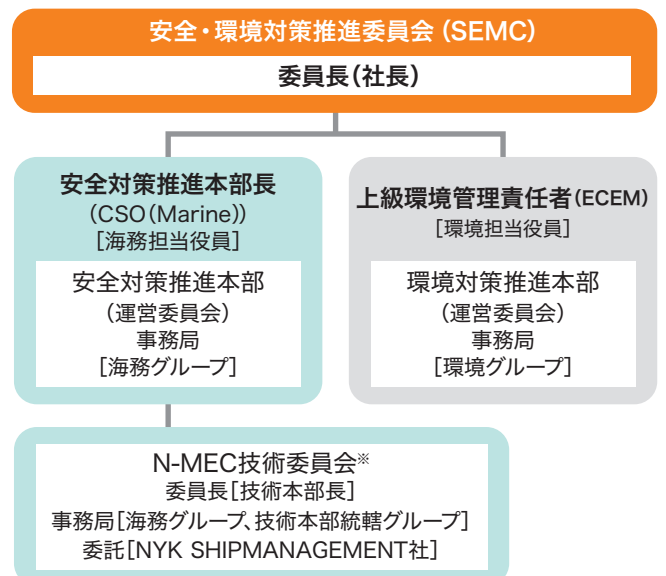 安全・環境対策推進委員会（SEMC）
委員長（社長）
安全対策推進本部長
（CSO（Marine））
［海務担当役員］
安全対策推進本部
（運営委員会）
事務局
［海務グループ］
上級環境管理責任者（ECEM）
［環境担当役員］
環境対策推進本部
（運営委員会）
事務局
［環境グループ］
N-MEC技術委員会※
委員長［技術本部長］
事務局［海務グループ、技術本部統轄グループ］
委託［NYK SHIPMANAGEMENT社］